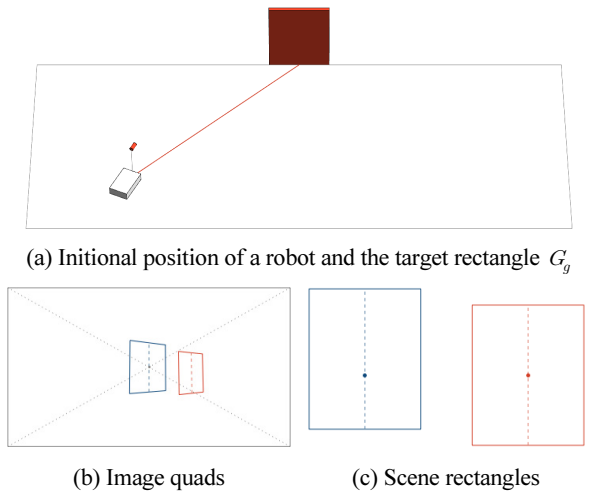 (a) Initional position of a robot and the target rectangle G_g
(b) Image quads
(c) Scene rectangles